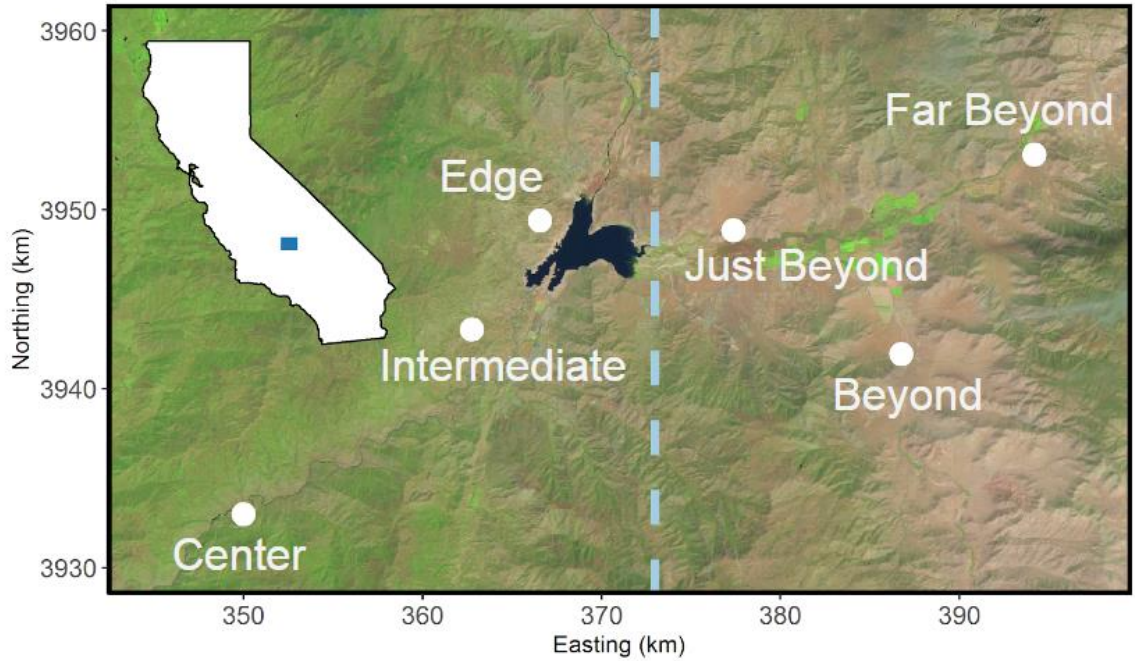 3960
3950
3940
3930
Northing (km)
Far Beyond
Edge
Just Beyond
Intermediate
Beyond
Center
350
360
370
380
390
Easting (km)